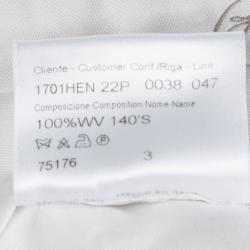 Cliente - Customer Conf./Riga - Line
1701HEN 22P 0038 047
Composizione-Composition-Nome-Name
100%WV 140'S
75176 3